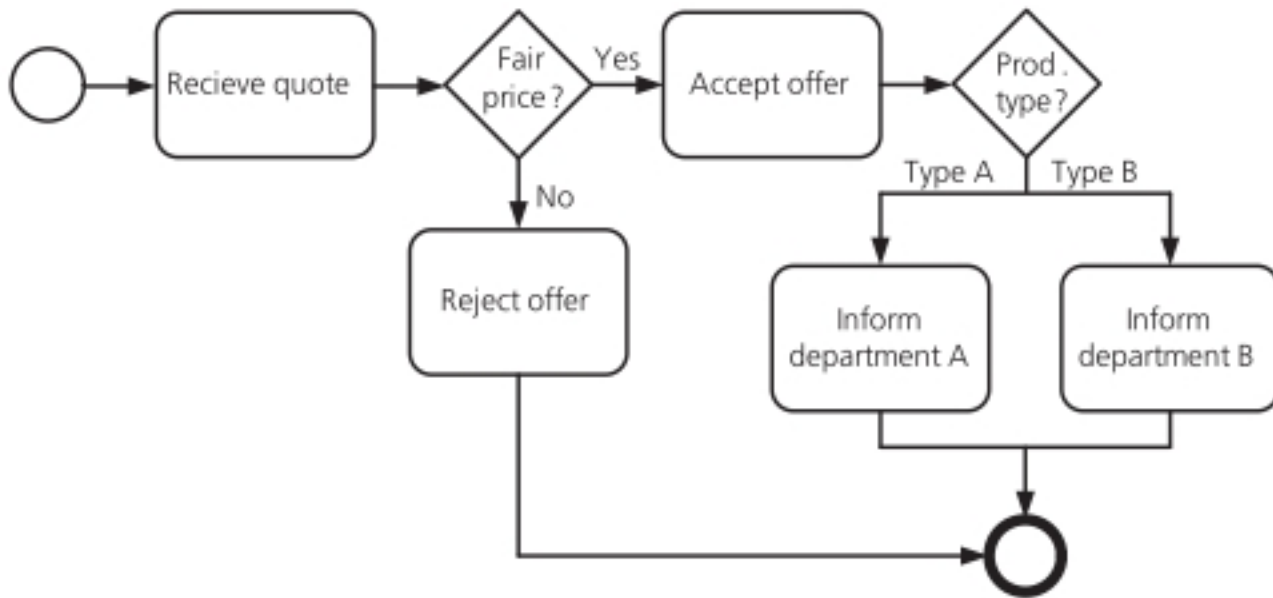 Recieve quote
Fair
price ?
Yes
Accept offer
Prod .
type ?
Type A
Type B
No
Reject offer
Inform
department A
Inform
department B